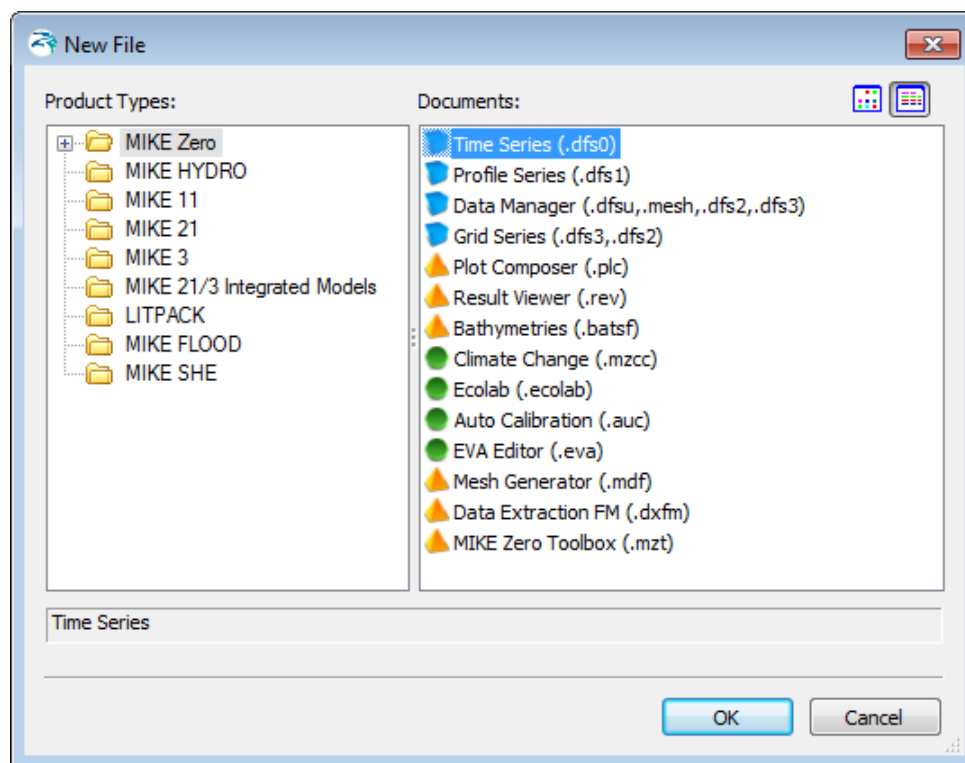 New File
Product Types:
MIKE Zero
MIKE HYDRO
MIKE 11
MIKE 21
MIKE 3
MIKE 21/3 Integrated Models
LITPACK
MIKE FLOOD
MIKE SHE
Documents:
Time Series (.dfs0)
Profile Series (.dfs1)
Data Manager (.dfsu,.mesh,.dfs2,.dfs3)
Grid Series (.dfs3,.dfs2)
Plot Composer (.plc)
Result Viewer (.rev)
Bathymetries (.batsf)
Climate Change (.mzcc)
Ecolab (.ecolab)
Auto Calibration (.auc)
EVA Editor (.eva)
Mesh Generator (.mdf)
Data Extraction FM (.dxfm)
MIKE Zero Toolbox (.mzt)
Time Series
OK
Cancel